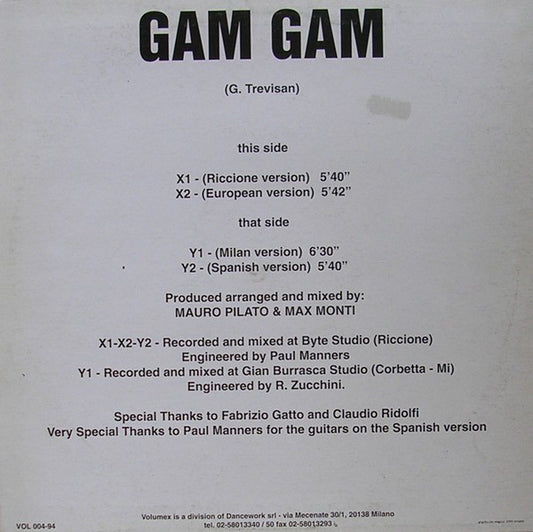 GAM GAM
(G. Trevisan)
this side
X1 - (Riccione version) 5'40"
X2 - (European version) 5'42"
that side
Y1 - (Milan version) 6'30"
Y2 - (Spanish version) 5'40"
Produced arranged and mixed by:
MAURO PILATO & MAX MONTI
X1-X2-Y2 - Recorded and mixed at Byte Studio (Riccione)
Engineered by Paul Manners
Y1 - Recorded and mixed at Gian Burrasca Studio (Corbetta - Mi)
Engineered by R. Zucchini.
Special Thanks to Fabrizio Gatto and Claudio Ridolfi
Very Special Thanks to Paul Manners for the guitars on the Spanish version
Volumex is a division of Dancework srl - via Mecenate 30/1, 20138 Milano
VOL 004-94
tel. 02-58013340 / 50 fax 02-58013293